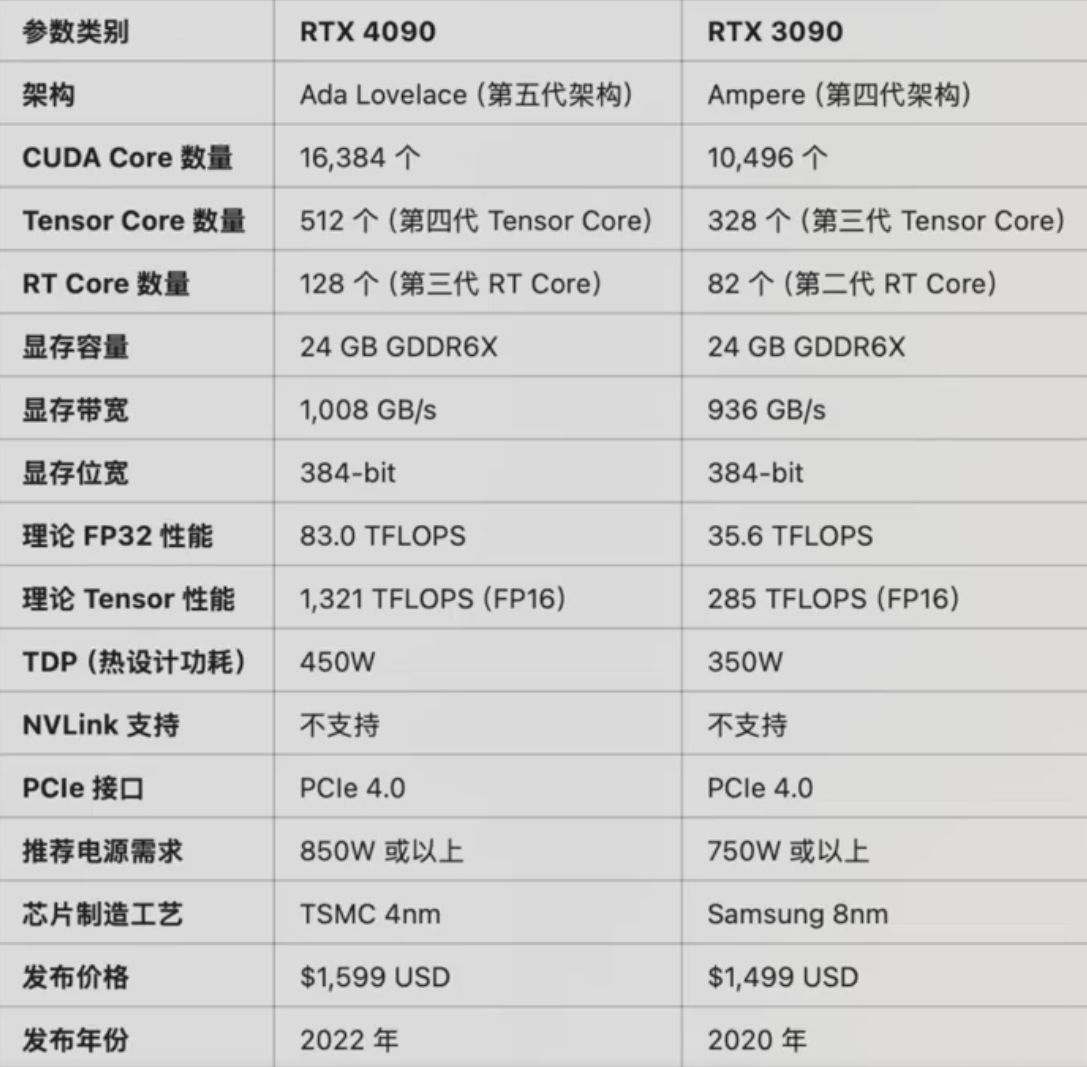 参数类别 RTX 4090 RTX 3090
架构 Ada Lovelace (第五代架构) Ampere (第四代架构)
CUDA Core 数量 16,384 个 10,496 个
Tensor Core 数量 512 个 (第四代 Tensor Core) 328 个 (第三代 Tensor Core)
RT Core 数量 128 个 (第三代 RT Core) 82 个 (第二代 RT Core)
显存容量 24 GB GDDR6X 24 GB GDDR6X
显存带宽 1,008 GB/s 936 GB/s
显存位宽 384-bit 384-bit
理论 FP32 性能 83.0 TFLOPS 35.6 TFLOPS
理论 Tensor 性能 1,321 TFLOPS (FP16) 285 TFLOPS (FP16)
TDP (热设计功耗) 450W 350W
NVLink 支持 不支持 不支持
PCIe 接口 PCIe 4.0 PCIe 4.0
推荐电源需求 850W 或以上 750W 或以上
芯片制造工艺 TSMC 4nm Samsung 8nm
发布价格 $1,599 USD $1,499 USD
发布年份 2022 年 2020 年